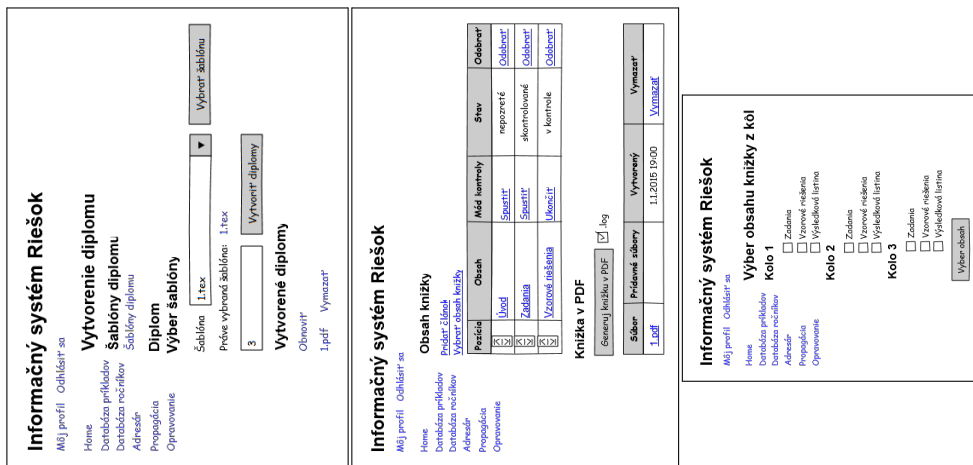 Informačný systém Riešok
Môj profil Odhlásiť sa
Home
Databáza príkladov
Databáza ročníkov
Adresár
Propagácia
Opravovanie
Vytvorenie diplomu
Šablóny diplomu
Šablóny diplomu
Diplom
Výber šablóny
Šablóna 1.tex Vybrať šablónu
Práve vybraná šablóna: 1.tex
3 Vytvoriť diplomy
Vytvorené diplomy
Obnoviť
1.pdf Vymazať
Informačný systém Riešok
Môj profil Odhlásiť sa
Home
Databáza príkladov
Databáza ročníkov
Adresár
Propagácia
Opravovanie
Obsah knižky
Pridať článok
Vybrať obsah knižky
Pozícia Obsah Mód kontroly Stav Odobrať
Úvod Spustiť nepozreté Odobrať
Zadania Spustiť skontrolované Odobrať
Vzorové riešenia Ukončiť v kontrole Odobrať
Knižka v PDF
Generuj knižku v PDF .log
Súbor Prídavné súbory Vytvorený Vymazať
1.pdf 1.1.2015 19:00 Vymazať
Informačný systém Riešok
Môj profil Odhlásiť sa
Home
Databáza príkladov
Databáza ročníkov
Adresár
Propagácia
Opravovanie
Výber obsahu knižky z kôl
Kolo 1
Zadania
Vzorové riešenia
Výsledková listina
Kolo 2
Zadania
Vzorové riešenia
Výsledková listina
Kolo 3
Zadania
Vzorové riešenia
Výsledková listina
Vyber obsah